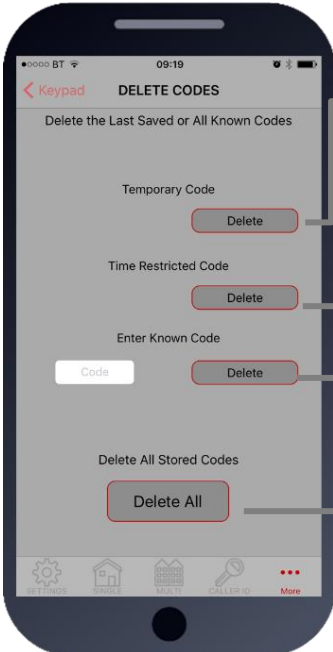 BT 09:19
Keypad DELETE CODES
Delete the Last Saved or All Known Codes
Temporary Code
Delete
Time Restricted Code
Delete
Enter Known Code
Code Delete
Delete All Stored Codes
Delete All
SETTINGS SINGLE MULTI CALLER ID More